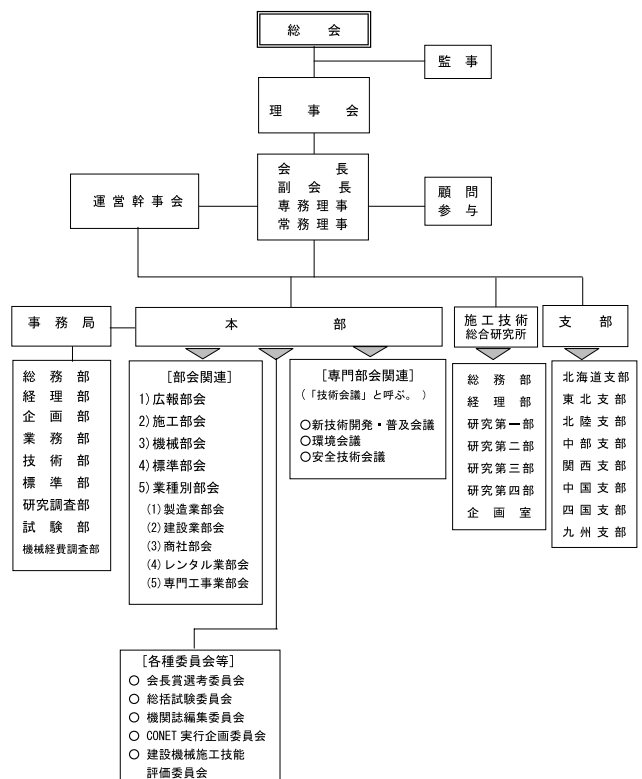 総会
監事
理事会
会長
副会長
専務理事
常務理事
運営幹事会
顧問
参与
事務局
本部
施工技術
総合研究所
支部
総務部
経理部
企画部
業務部
技術部
標準部
研究調査部
試験部
機械経費調査部
[部会関連]
1)広報部会
2)施工部会
3)機械部会
4)標準部会
5)業種別部会
(1)製造業部会
(2)建設業部会
(3)商社部会
(4)レンタル業部会
(5)専門工事業部会
[専門部会関連]
(「技術会議」と呼ぶ。)
○新技術開発・普及会議
○環境会議
○安全技術会議
総務部
経理部
研究第一部
研究第二部
研究第三部
研究第四部
企画室
北海道支部
東北支部
北陸支部
中部支部
関西支部
中国支部
四国支部
九州支部
[各種委員会等]
○ 会長賞選考委員会
○ 総括試験委員会
○ 機関誌編集委員会
○ CONET 実行企画委員会
○ 建設機械施工技能
評価委員会